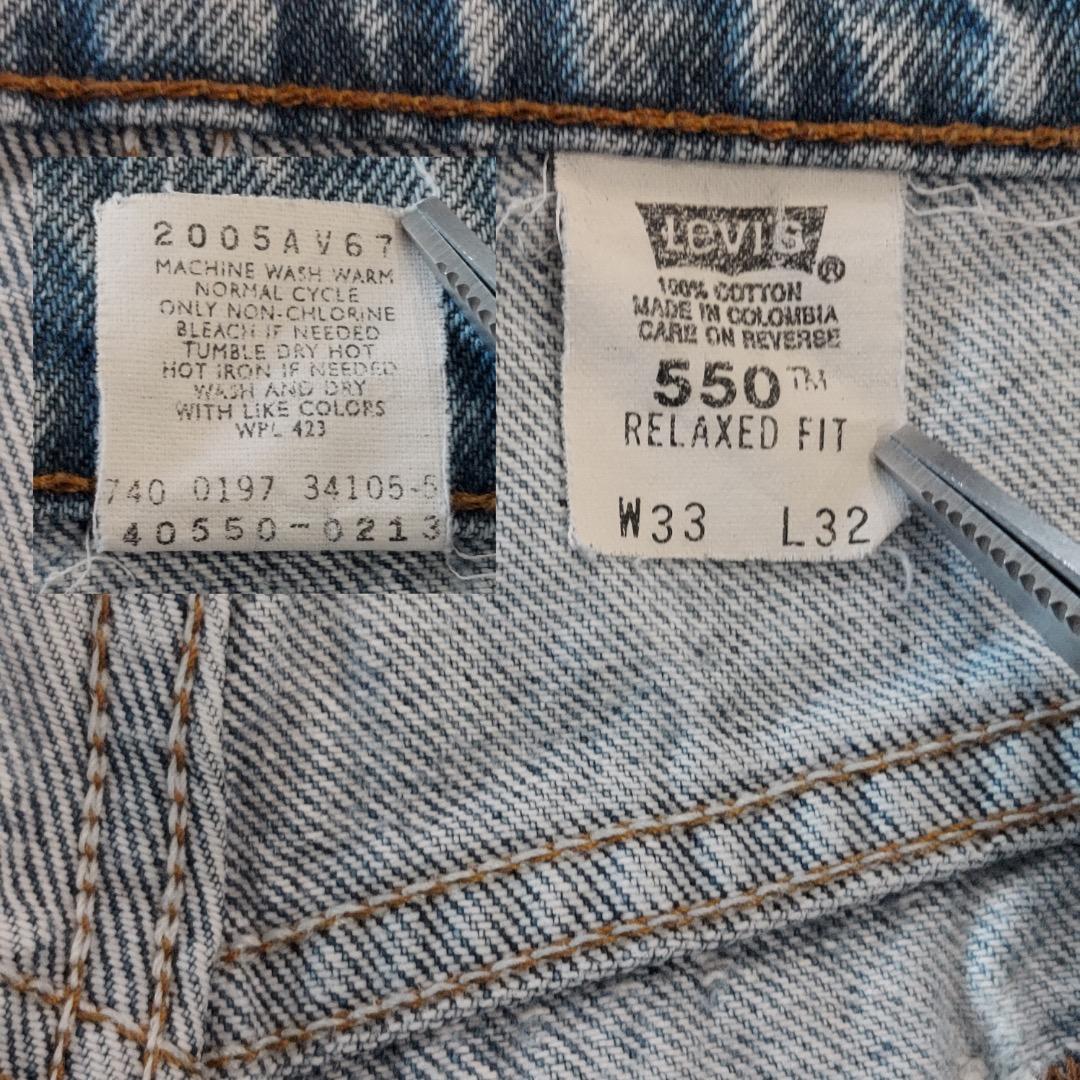 2005AV67
MACHINE WASH WARM
NORMAL CYCLE
ONLY NON-CHLORINE
BLEACH IF NEEDED
TUMBLE DRY HOT
HOT IRON IF NEEDED
WASH AND DRY
WITH LIKE COLORS
WPL 423
740 0197 34105-5
40550-0213
Levi's ®
100% COTTON
MADE IN COLOMBIA
CARE ON REVERSE
550™
RELAXED FIT
W33 L32